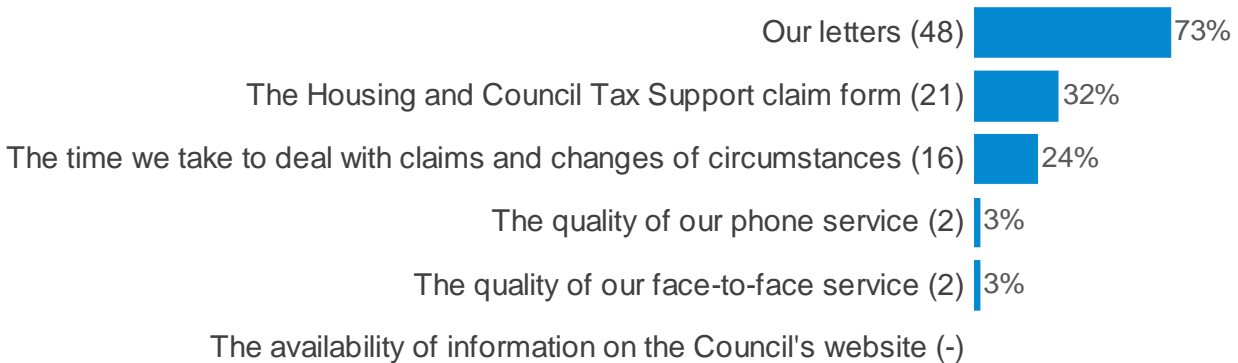 Our letters (48) 73%
The Housing and Council Tax Support claim form (21) 32%
The time we take to deal with claims and changes of circumstances (16) 24%
The quality of our phone service (2) 3%
The quality of our face-to-face service (2) 3%
The availability of information on the Council's website (-)